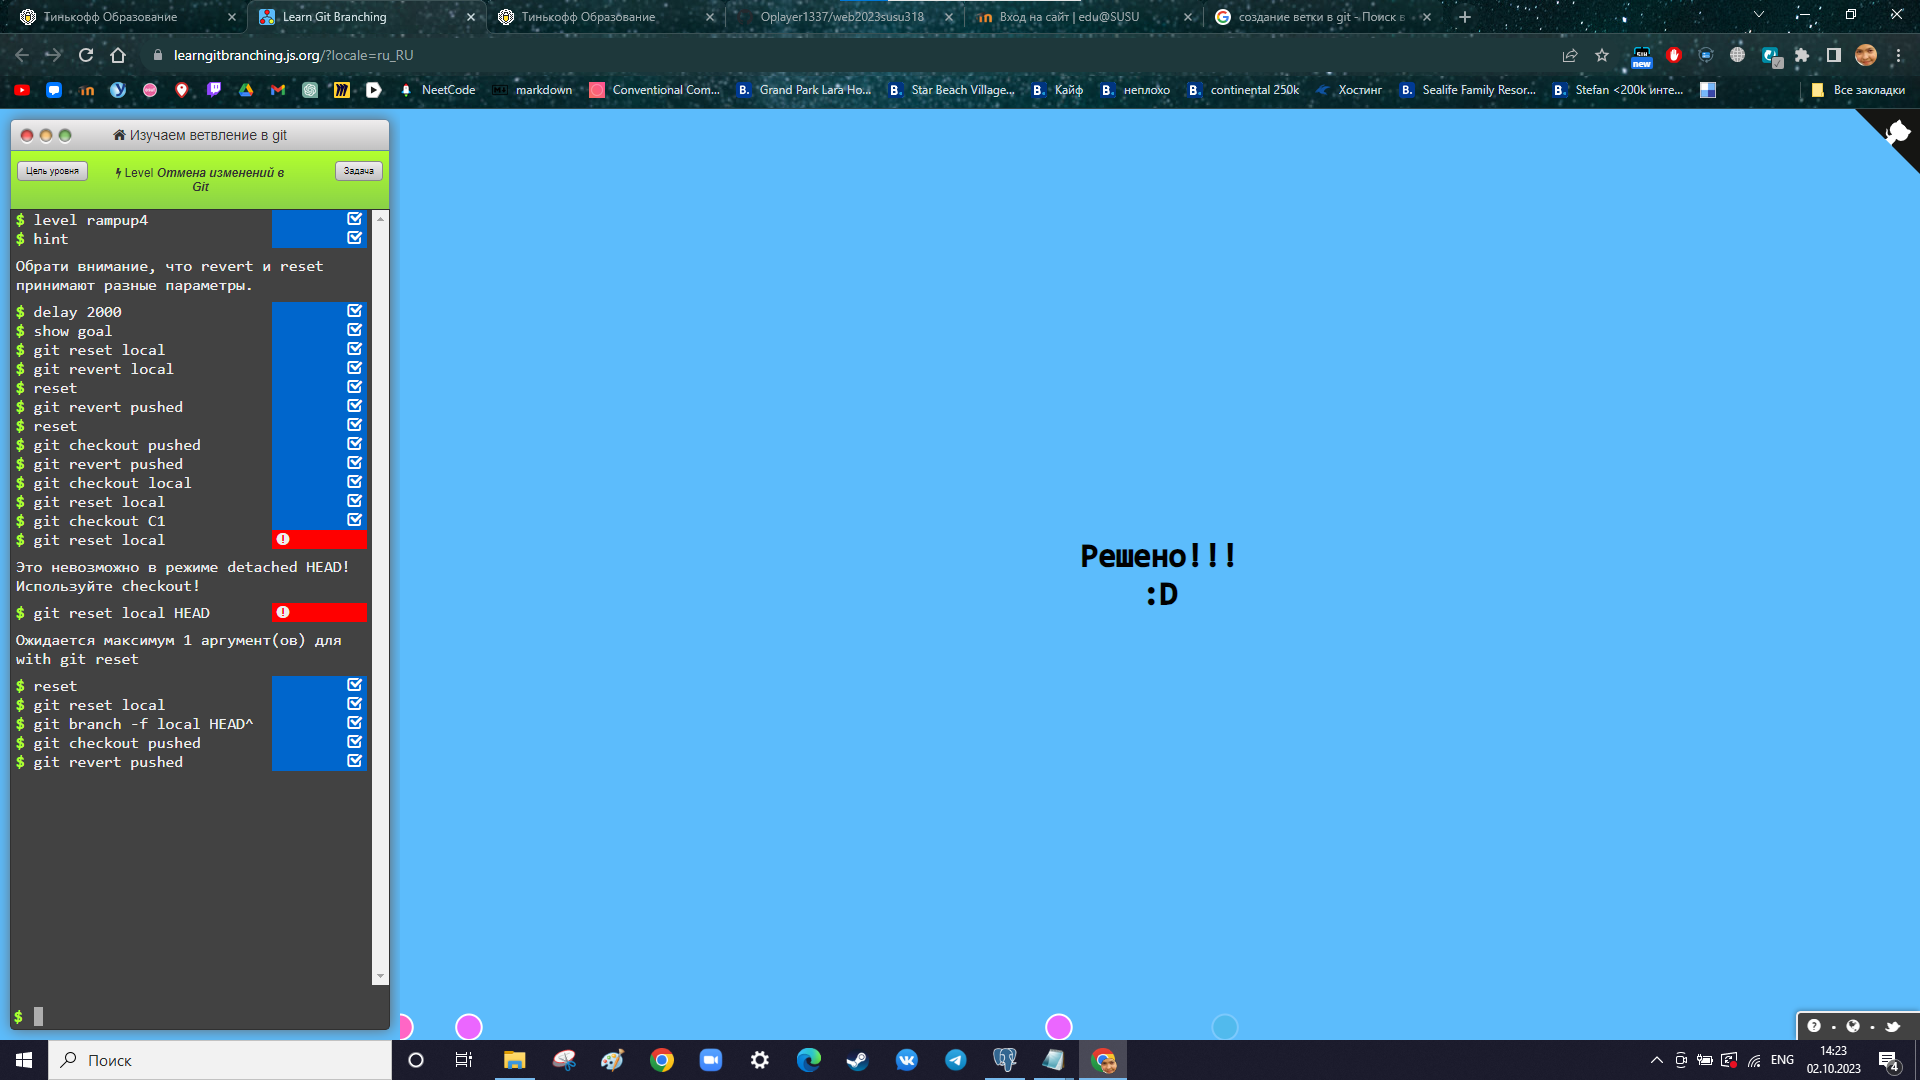 Тинькофф Образование
Learn Git Branching
Тинькофф Образование
Oplayer1337/web2023susu318
Вход на сайт | edu@SUSU
создание ветки в git - Поиск в
learngitbranching.js.org/?locale=ru_RU
new
NeetCode
markdown
Conventional Com...
Grand Park Lara Ho...
Star Beach Village...
Кайф
неплохо
continental 250k
Хостинг
Sealife Family Resor...
Stefan <200k инте...
Все закладки
Изучаем ветвление в git
Цель уровня
Level Отмена изменений в
Git
Задача
$ level rampup4
$ hint
Обрати внимание, что revert и reset
принимают разные параметры.
$ delay 2000
$ show goal
$ git reset local
$ git revert local
$ reset
$ git revert pushed
$ reset
$ git checkout pushed
$ git revert pushed
$ git checkout local
$ git reset local
$ git checkout C1
$ git reset local
Это невозможно в режиме detached HEAD!
Используйте checkout!
$ git reset local HEAD
Ожидается максимум 1 аргумент(ов) для
with git reset
$ reset
$ git reset local
$ git branch -f local HEAD^
$ git checkout pushed
$ git revert pushed
$
Решено!!!
:D
Поиск
ENG
14:23
02.10.2023
4